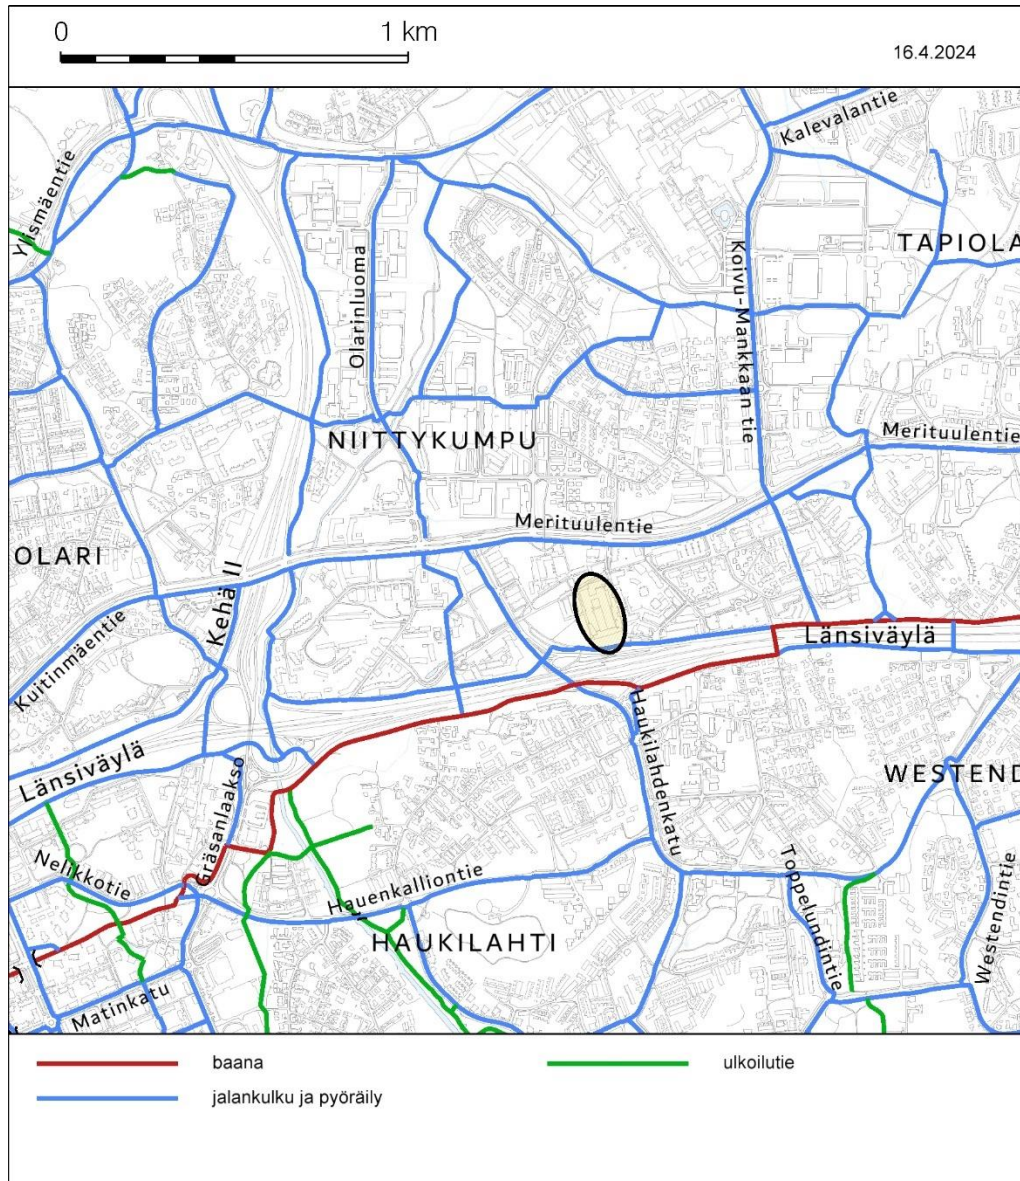 0 1 km
16.4.2024
Kalevalantie
Ylismäentie
TAPIOLA
Koivu-Mankkaan tie
Olarinluoma
Merituulentie
NIITTYKUMPU
Merituulentie
OLARI
Kehä II
Länsiväylä
Kuitinmäentie
Haukilahdenkatu
Länsiväylä
WESTEND
Gräsanlaakso
Nelikkotie
Toppelundintie
Hauenkalliontie
Westendintie
HAUKILAHTI
Matinkatu
baana
ulkoilutie
jalankulku ja pyöräily